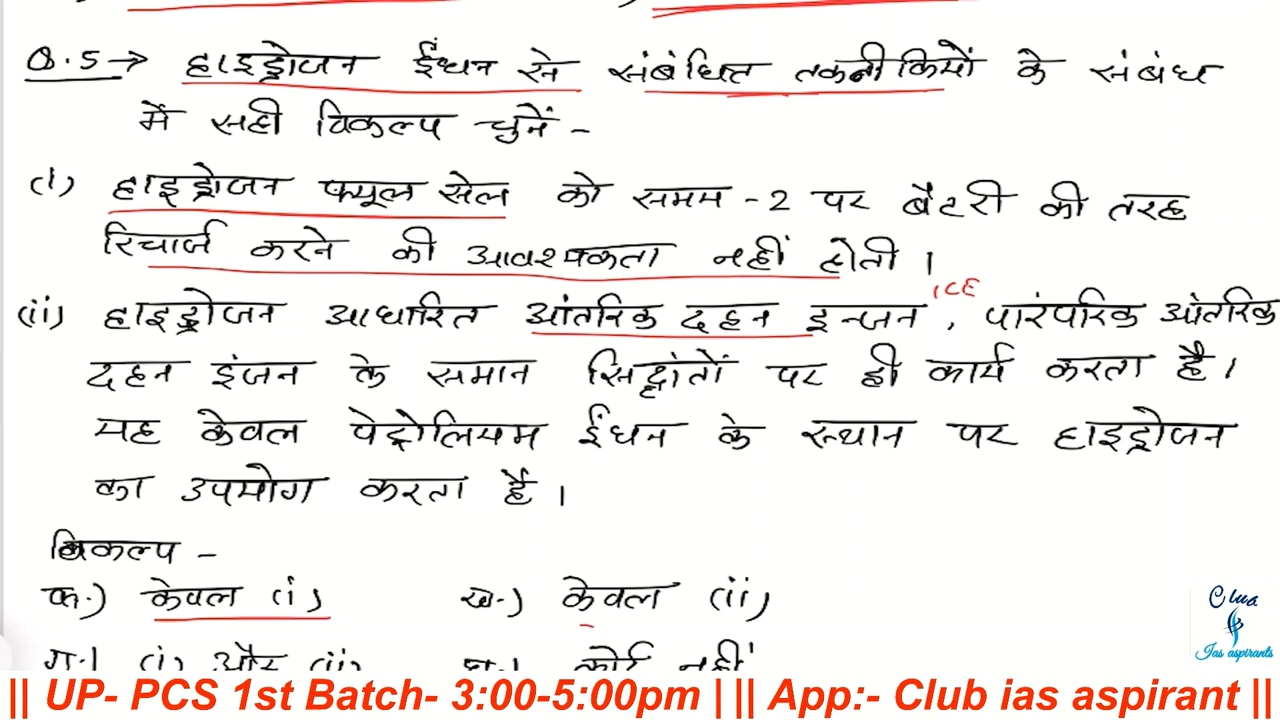 Q.5→ हाइड्रोजन ईंधन से संबंधित तकनीकियों के संबंध
में सही विकल्प चुनें -
(i) हाइड्रोजन फ्यूल सेल को समय-2 पर बैटरी की तरह
रिचार्ज करने की आवश्यकता नहीं होती।
ICE
(ii) हाइड्रोजन आधारित आंतरिक दहन इन्जन, पारंपरिक आंतरिक
दहन इंजन के समान सिद्धांतों पर ही कार्य करता है।
यह केवल पेट्रोलियम ईंधन के स्थान पर हाइड्रोजन
का उपयोग करता है।
विकल्प -
क.) केवल (i) ख.) केवल (ii)
ग.) (i) और (ii) घ.) कोई नहीं
Club
Ias aspirants
|| UP- PCS 1st Batch- 3:00-5:00pm | || App:- Club ias aspirant ||